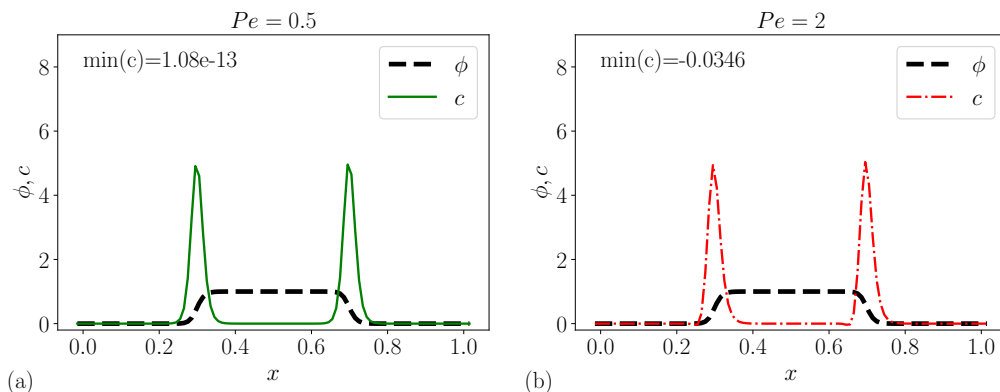 Pe = 0.5
min(c)=1.08e-13
ϕ
c
8
6
4
2
0
ϕ, c
0.0 0.2 0.4 0.6 0.8 1.0
x
(a)
Pe = 2
min(c)=-0.0346
ϕ
c
8
6
4
2
0
ϕ, c
0.0 0.2 0.4 0.6 0.8 1.0
x
(b)